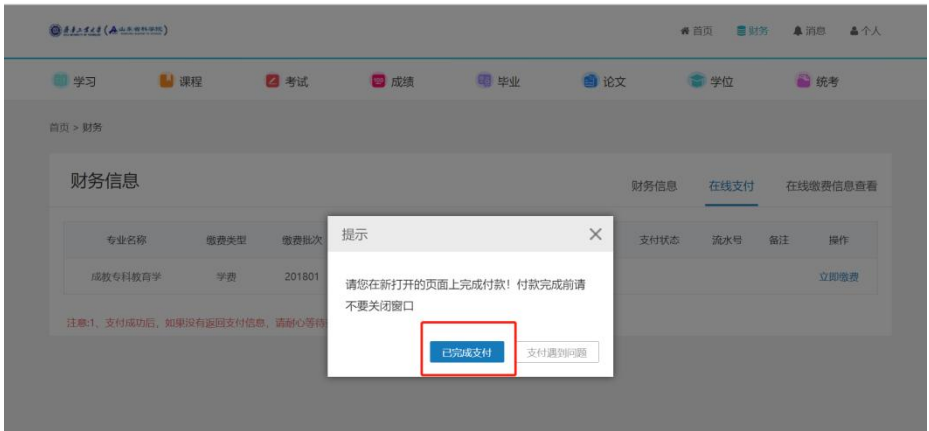 (山东省科学院)
首页 财务 消息 个人
学习 课程 考试 成绩 毕业 论文 学位 统考
首页 > 财务
财务信息
财务信息 在线支付 在线缴费信息查看
专业名称 缴费类型 缴费批次 支付状态 流水号 备注 操作
成教专科教育学 学费 201801 立即缴费
注意:1、支付成功后，如果没有返回支付信息，请耐心等待
提示
请您在新打开的页面上完成付款！付款完成前请
不要关闭窗口
已完成支付 支付遇到问题